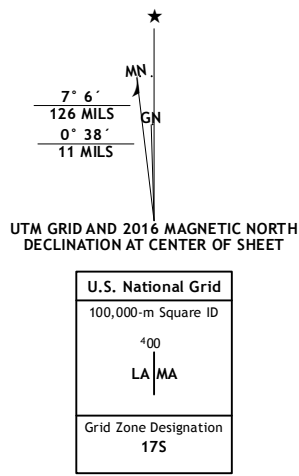 ★
MN
7° 6´
126 MILS
GN
0° 38´
11 MILS
UTM GRID AND 2016 MAGNETIC NORTH
DECLINATION AT CENTER OF SHEET
U.S. National Grid
100,000-m Square ID
⁴00
LA MA
Grid Zone Designation
17S